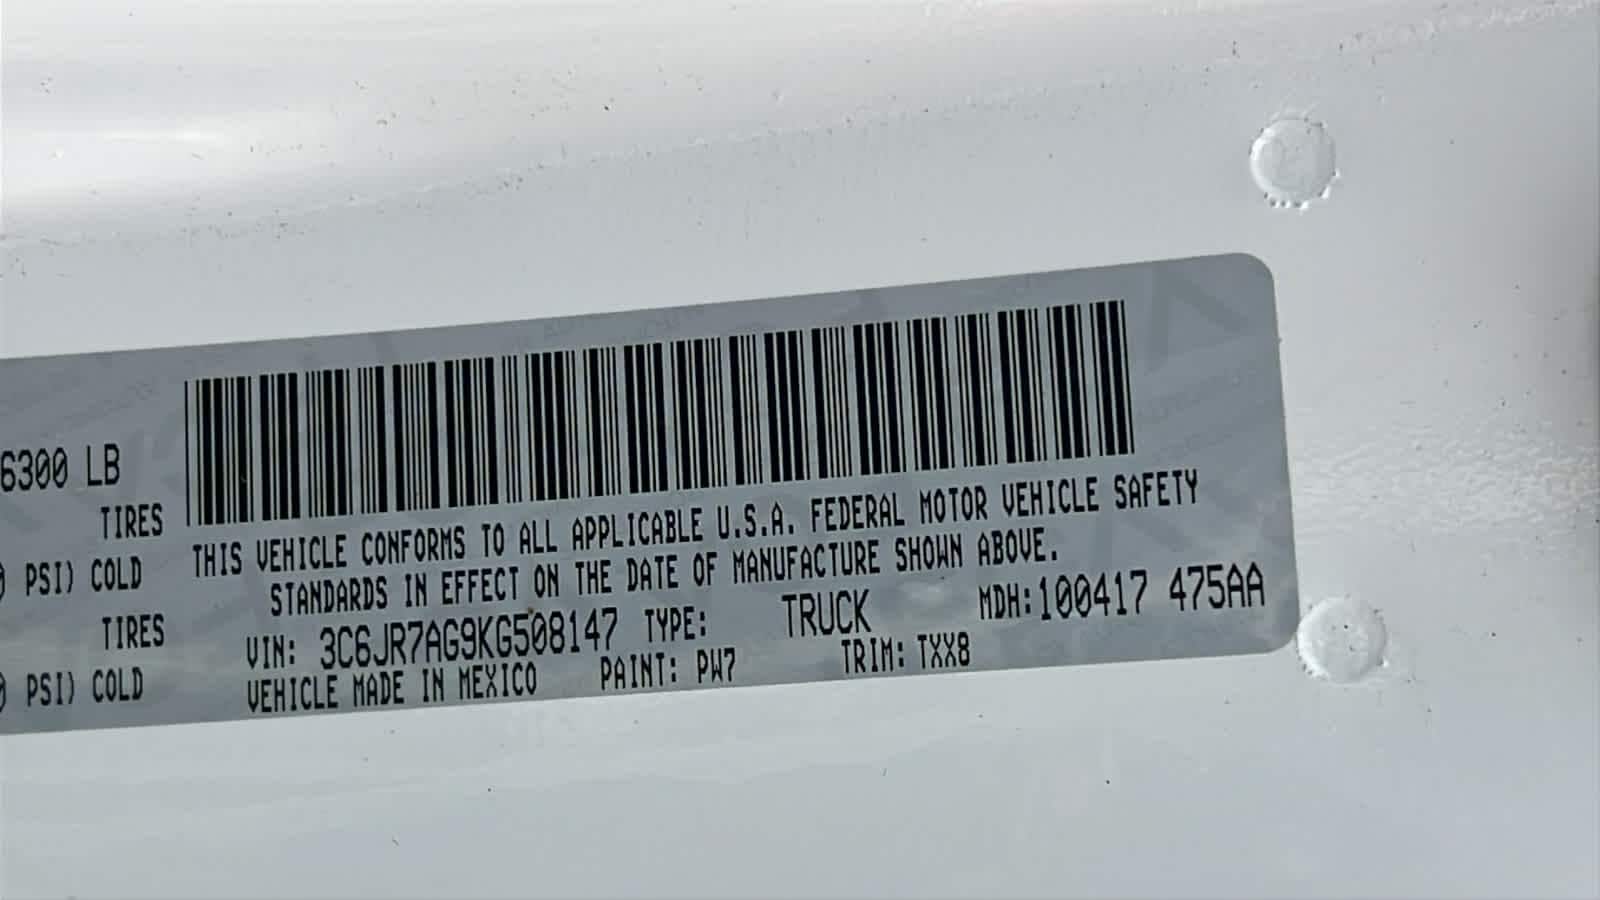 6300 LB
TIRES
PSI) COLD
TIRES
PSI) COLD
THIS VEHICLE CONFORMS TO ALL APPLICABLE U.S.A. FEDERAL MOTOR VEHICLE SAFETY
STANDARDS IN EFFECT ON THE DATE OF MANUFACTURE SHOWN ABOVE.
VIN: 3C6JR7AG9KG508147 TYPE: TRUCK MDH:100417 475AA
VEHICLE MADE IN MEXICO PAINT: PW7 TRIM: TXX8